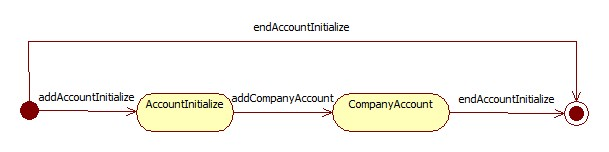 endAccountInitialize
addAccountInitialize
AccountInitialize
addCompanyAccount
CompanyAccount
endAccountInitialize